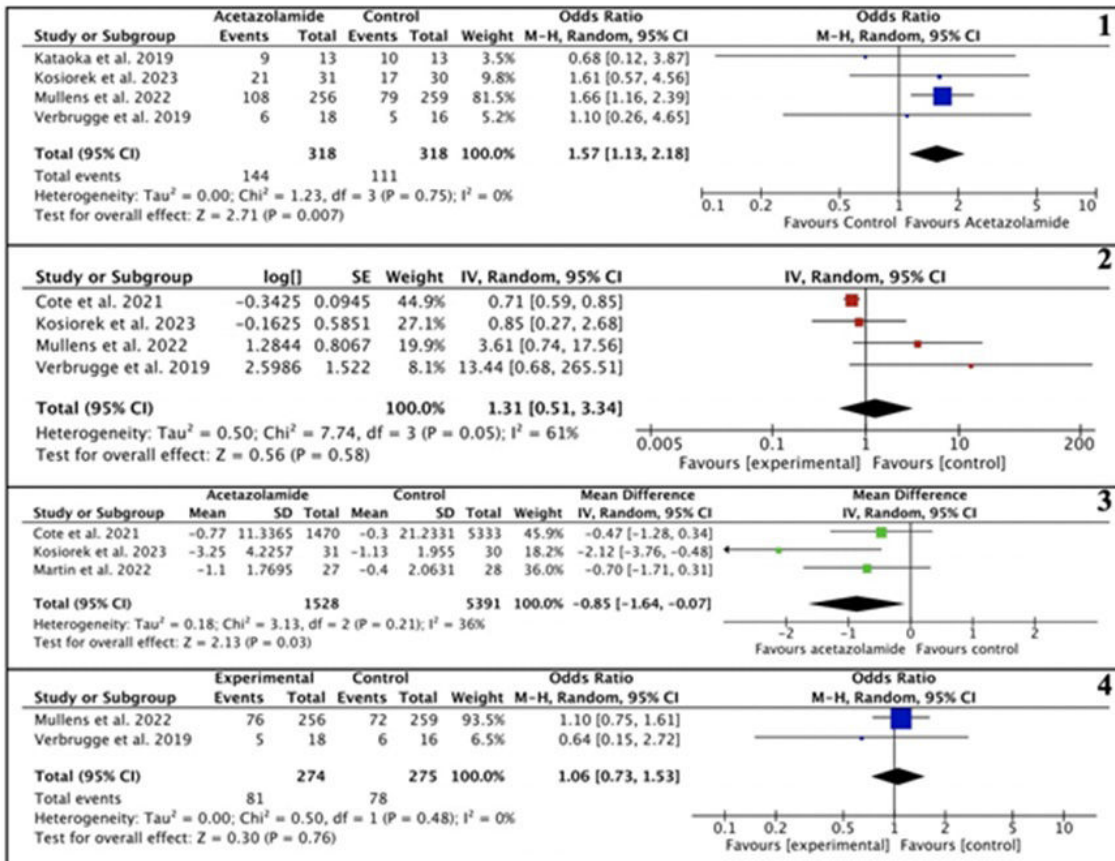 Acetazolamide Control Odds Ratio Odds Ratio 1
Study or Subgroup Events Total Events Total Weight M-H, Random, 95% CI M-H, Random, 95% CI
Kataoka et al. 2019 9 13 10 13 3.5% 0.68 [0.12, 3.87]
Kosiorek et al. 2023 21 31 17 30 9.8% 1.61 [0.57, 4.56]
Mullens et al. 2022 108 256 79 259 81.5% 1.66 [1.16, 2.39]
Verbrugge et al. 2019 6 18 5 16 5.2% 1.10 [0.26, 4.65]
Total (95% CI) 318 318 100.0% 1.57 [1.13, 2.18]
Total events 144 111
Heterogeneity: Tau² = 0.00; Chi² = 1.23, df = 3 (P = 0.75); I² = 0%
Test for overall effect: Z = 2.71 (P = 0.007)
0.1 0.2 0.5 1 2 5 10
Favours Control Favours Acetazolamide
2
Study or Subgroup log[] SE Weight IV, Random, 95% CI IV, Random, 95% CI
Cote et al. 2021 -0.3425 0.0945 44.9% 0.71 [0.59, 0.85]
Kosiorek et al. 2023 -0.1625 0.5851 27.1% 0.85 [0.27, 2.68]
Mullens et al. 2022 1.2844 0.8067 19.9% 3.61 [0.74, 17.56]
Verbrugge et al. 2019 2.5986 1.522 8.1% 13.44 [0.68, 265.51]
Total (95% CI) 100.0% 1.31 [0.51, 3.34]
Heterogeneity: Tau² = 0.50; Chi² = 7.74, df = 3 (P = 0.05); I² = 61%
Test for overall effect: Z = 0.56 (P = 0.58)
0.005 0.1 1 10 200
Favours [experimental] Favours [control]
Acetazolamide Control Mean Difference Mean Difference 3
Study or Subgroup Mean SD Total Mean SD Total Weight IV, Random, 95% CI IV, Random, 95% CI
Cote et al. 2021 -0.77 11.3365 1470 -0.3 21.2331 5333 45.9% -0.47 [-1.28, 0.34]
Kosiorek et al. 2023 -3.25 4.2257 31 -1.13 1.955 30 18.2% -2.12 [-3.76, -0.48]
Martin et al. 2022 -1.1 1.7695 27 -0.4 2.0631 28 36.0% -0.70 [-1.71, 0.31]
Total (95% CI) 1528 5391 100.0% -0.85 [-1.64, -0.07]
Heterogeneity: Tau² = 0.18; Chi² = 3.13, df = 2 (P = 0.21); I² = 36%
Test for overall effect: Z = 2.13 (P = 0.03)
-2 -1 0 1 2
Favours acetazolamide Favours control
Experimental Control Odds Ratio Odds Ratio 4
Study or Subgroup Events Total Events Total Weight M-H, Random, 95% CI M-H, Random, 95% CI
Mullens et al. 2022 76 256 72 259 93.5% 1.10 [0.75, 1.61]
Verbrugge et al. 2019 5 18 6 16 6.5% 0.64 [0.15, 2.72]
Total (95% CI) 274 275 100.0% 1.06 [0.73, 1.53]
Total events 81 78
Heterogeneity: Tau² = 0.00; Chi² = 0.50, df = 1 (P = 0.48); I² = 0%
Test for overall effect: Z = 0.30 (P = 0.76)
0.1 0.2 0.5 1 2 5 10
Favours [experimental] Favours [control]